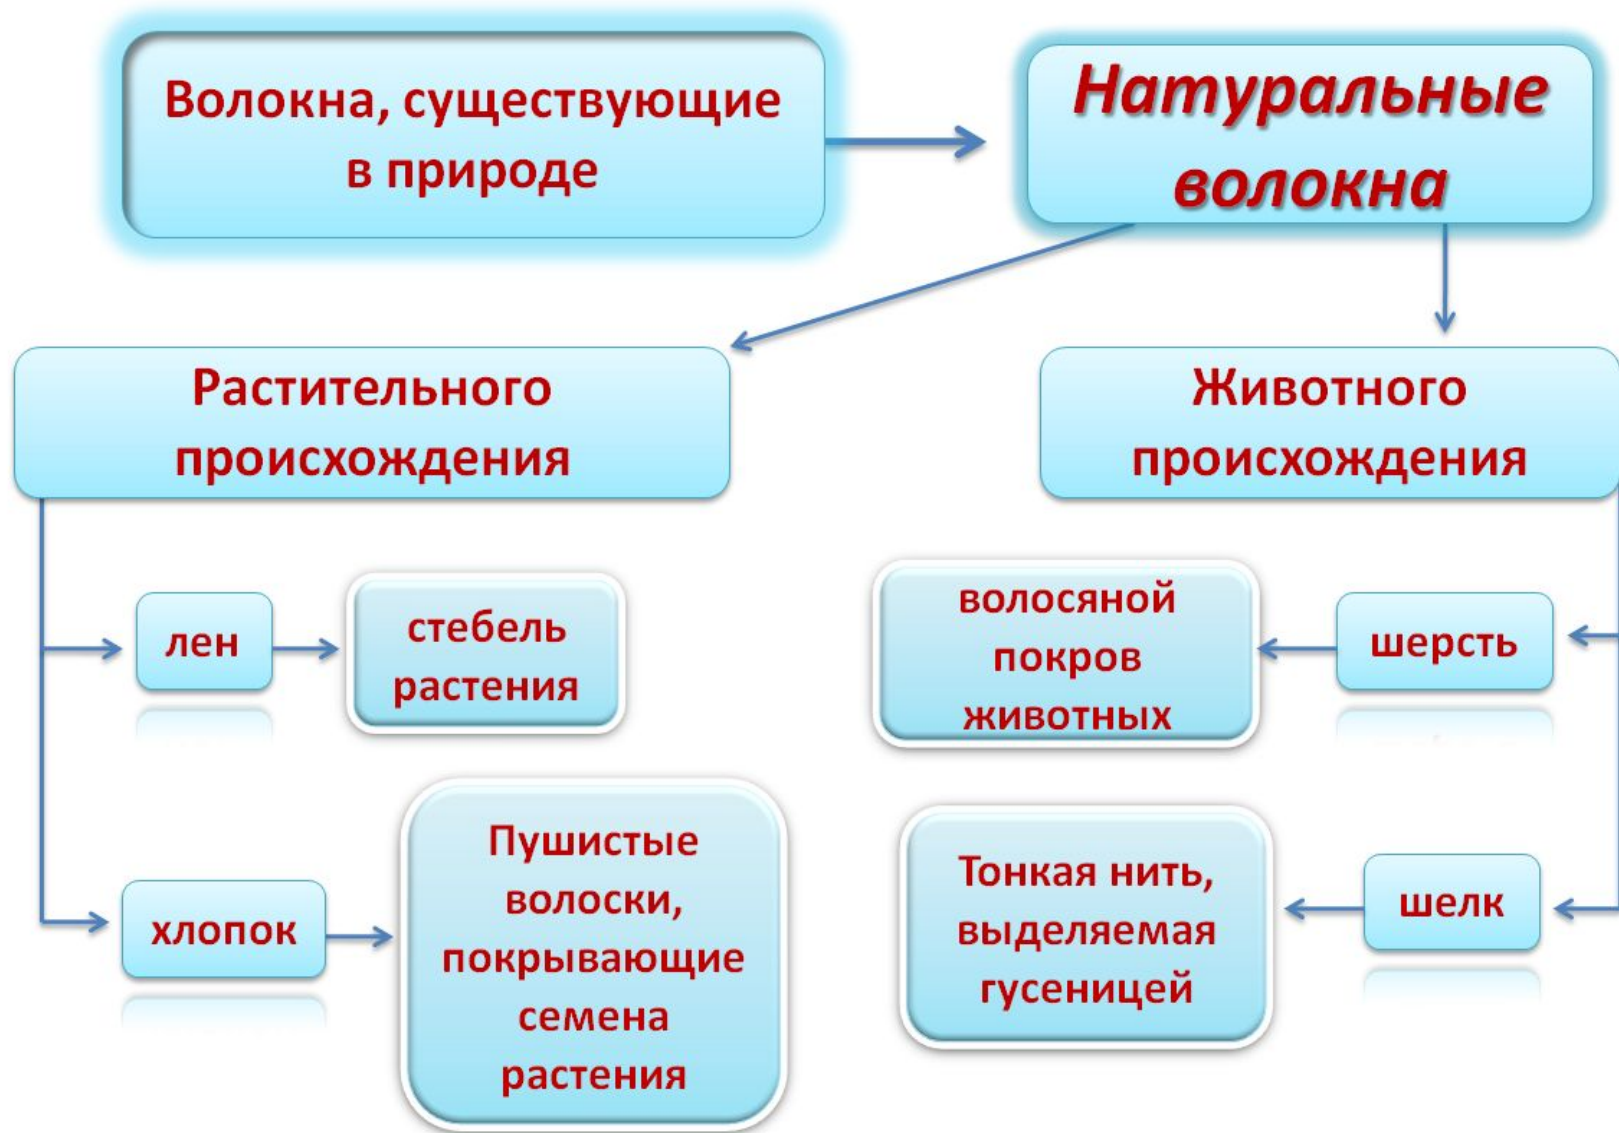 Волокна, существующие
в природе
Натуральные
волокна
Растительного
происхождения
Животного
происхождения
лен
стебель
растения
волосяной
покров
животных
шерсть
хлопок
Пушистые
волоски,
покрывающие
семена
растения
Тонкая нить,
выделяемая
гусеницей
шелк